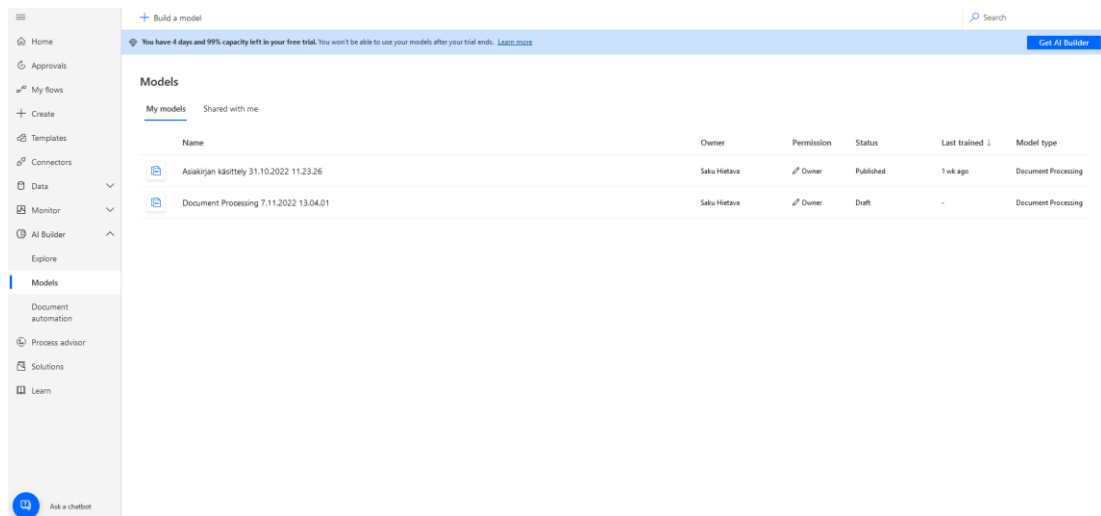 Build a model
Search
Home
You have 4 days and 99% capacity left in your free trial. You won't be able to use your models after your trial ends. Learn more
Get AI Builder
Approvals
My flows
Create
Templates
Connectors
Data
Monitor
AI Builder
Explore
Models
Document
automation
Process advisor
Solutions
Learn
Ask a chatbot
Models
My models Shared with me
Name Owner Permission Status Last trained ↓ Model type
Asiakirjan käsittely 31.10.2022 11.23.26 Saku Hietava Owner Published 1 wk ago Document Processing
Document Processing 7.11.2022 13.04.01 Saku Hietava Owner Draft - Document Processing